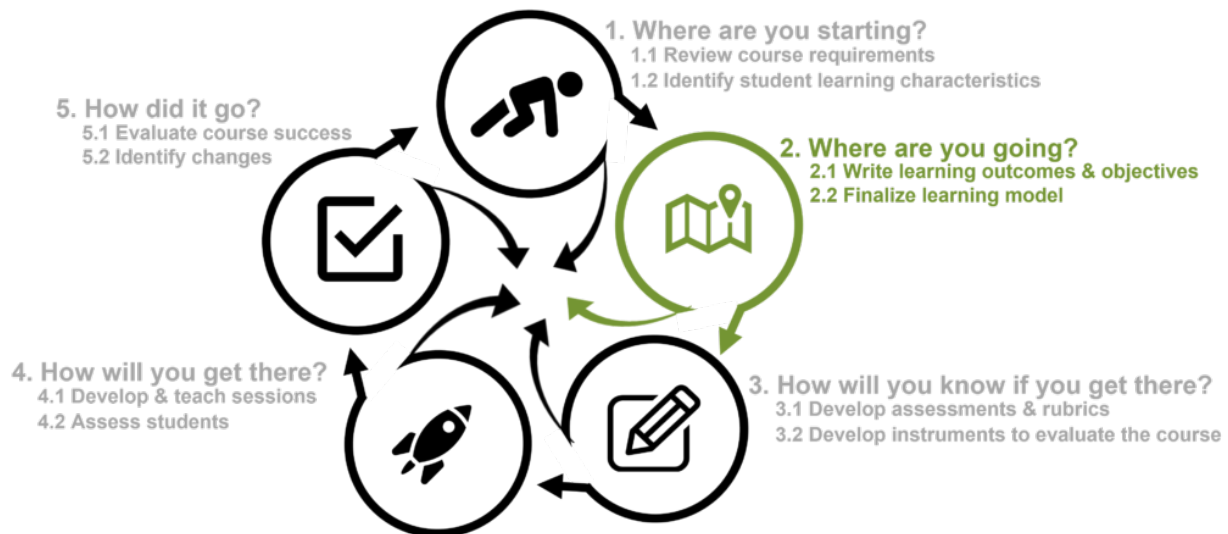 1. Where are you starting?
1.1 Review course requirements
1.2 Identify student learning characteristics
2. Where are you going?
2.1 Write learning outcomes & objectives
2.2 Finalize learning model
3. How will you know if you get there?
3.1 Develop assessments & rubrics
3.2 Develop instruments to evaluate the course
4. How will you get there?
4.1 Develop & teach sessions
4.2 Assess students
5. How did it go?
5.1 Evaluate course success
5.2 Identify changes